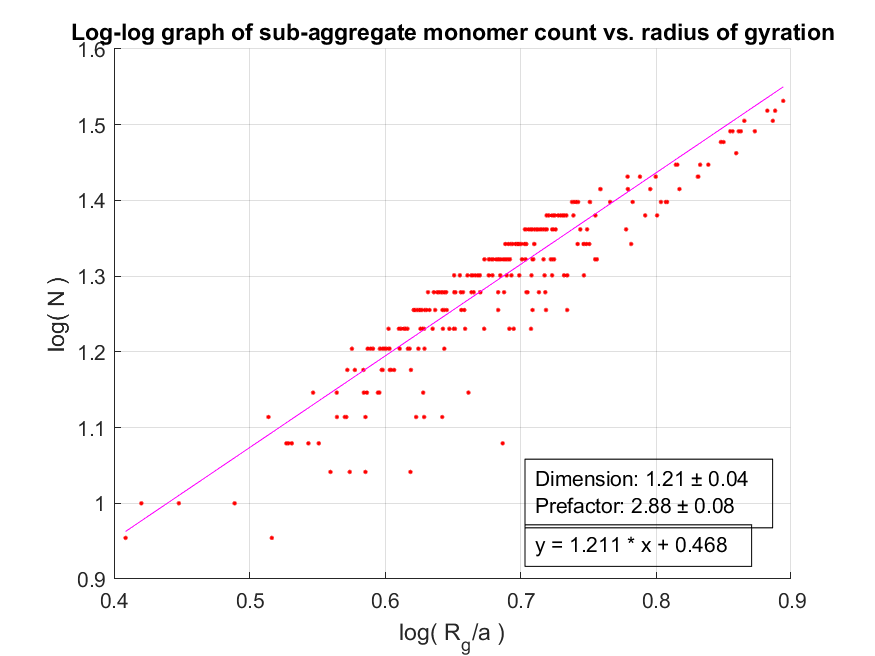 Log-log graph of sub-aggregate monomer count vs. radius of gyration
1.6
1.5
1.4
1.3
1.2
1.1
1
0.9
log( N )
Dimension: 1.21 ± 0.04
Prefactor: 2.88 ± 0.08
y = 1.211 * x + 0.468
0.4 0.5 0.6 0.7 0.8 0.9
log( R_g/a )